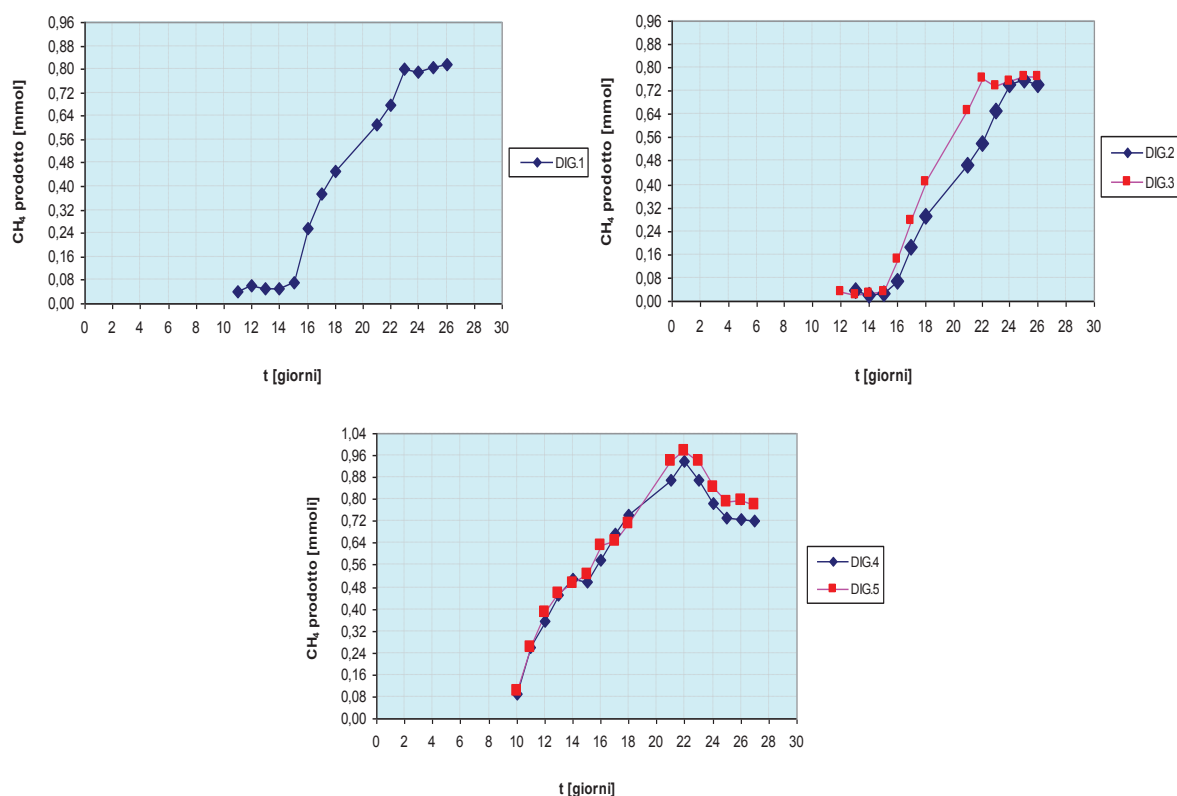 0,96
0,88
0,80
0,72
0,64
0,56
0,48
0,40
0,32
0,24
0,16
0,08
0,00
CH₄ prodotto [mmol]
0 2 4 6 8 10 12 14 16 18 20 22 24 26 28 30
t [giorni]
DIG.1
0,96
0,88
0,80
0,72
0,64
0,56
0,48
0,40
0,32
0,24
0,16
0,08
0,00
CH₄ prodotto [mmol]
0 2 4 6 8 10 12 14 16 18 20 22 24 26 28 30
t [giorni]
DIG.2
DIG.3
1,04
0,96
0,88
0,80
0,72
0,64
0,56
0,48
0,40
0,32
0,24
0,16
0,08
0,00
CH₄ prodotto [mmoli]
0 2 4 6 8 10 12 14 16 18 20 22 24 26 28 30
t [giorni]
DIG.4
DIG.5